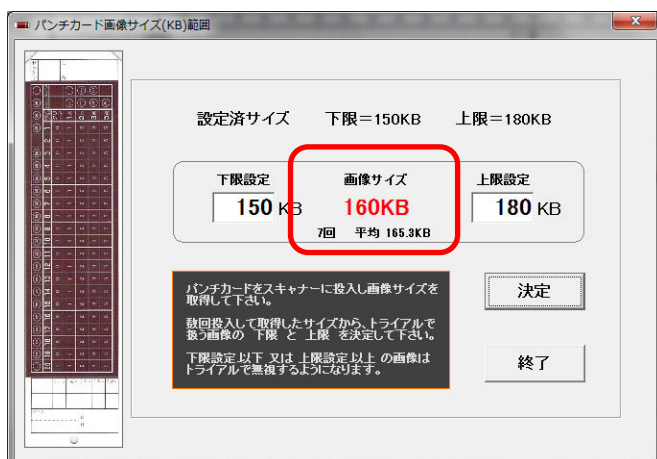 パンチカード画像サイズ(KB)範囲
設定済サイズ 下限=150KB 上限=180KB
下限設定 画像サイズ 上限設定
150 KB 160KB 180 KB
7回 平均 165.3KB
パンチカードをスキャナーに投入し画像サイズを
取得して下さい。
数回投入して取得したサイズから、トライアルで
扱う画像の 下限 と 上限 を決定して下さい。
下限設定以下 又は 上限設定以上 の画像は
トライアルで無視するようになります。
決定
終了